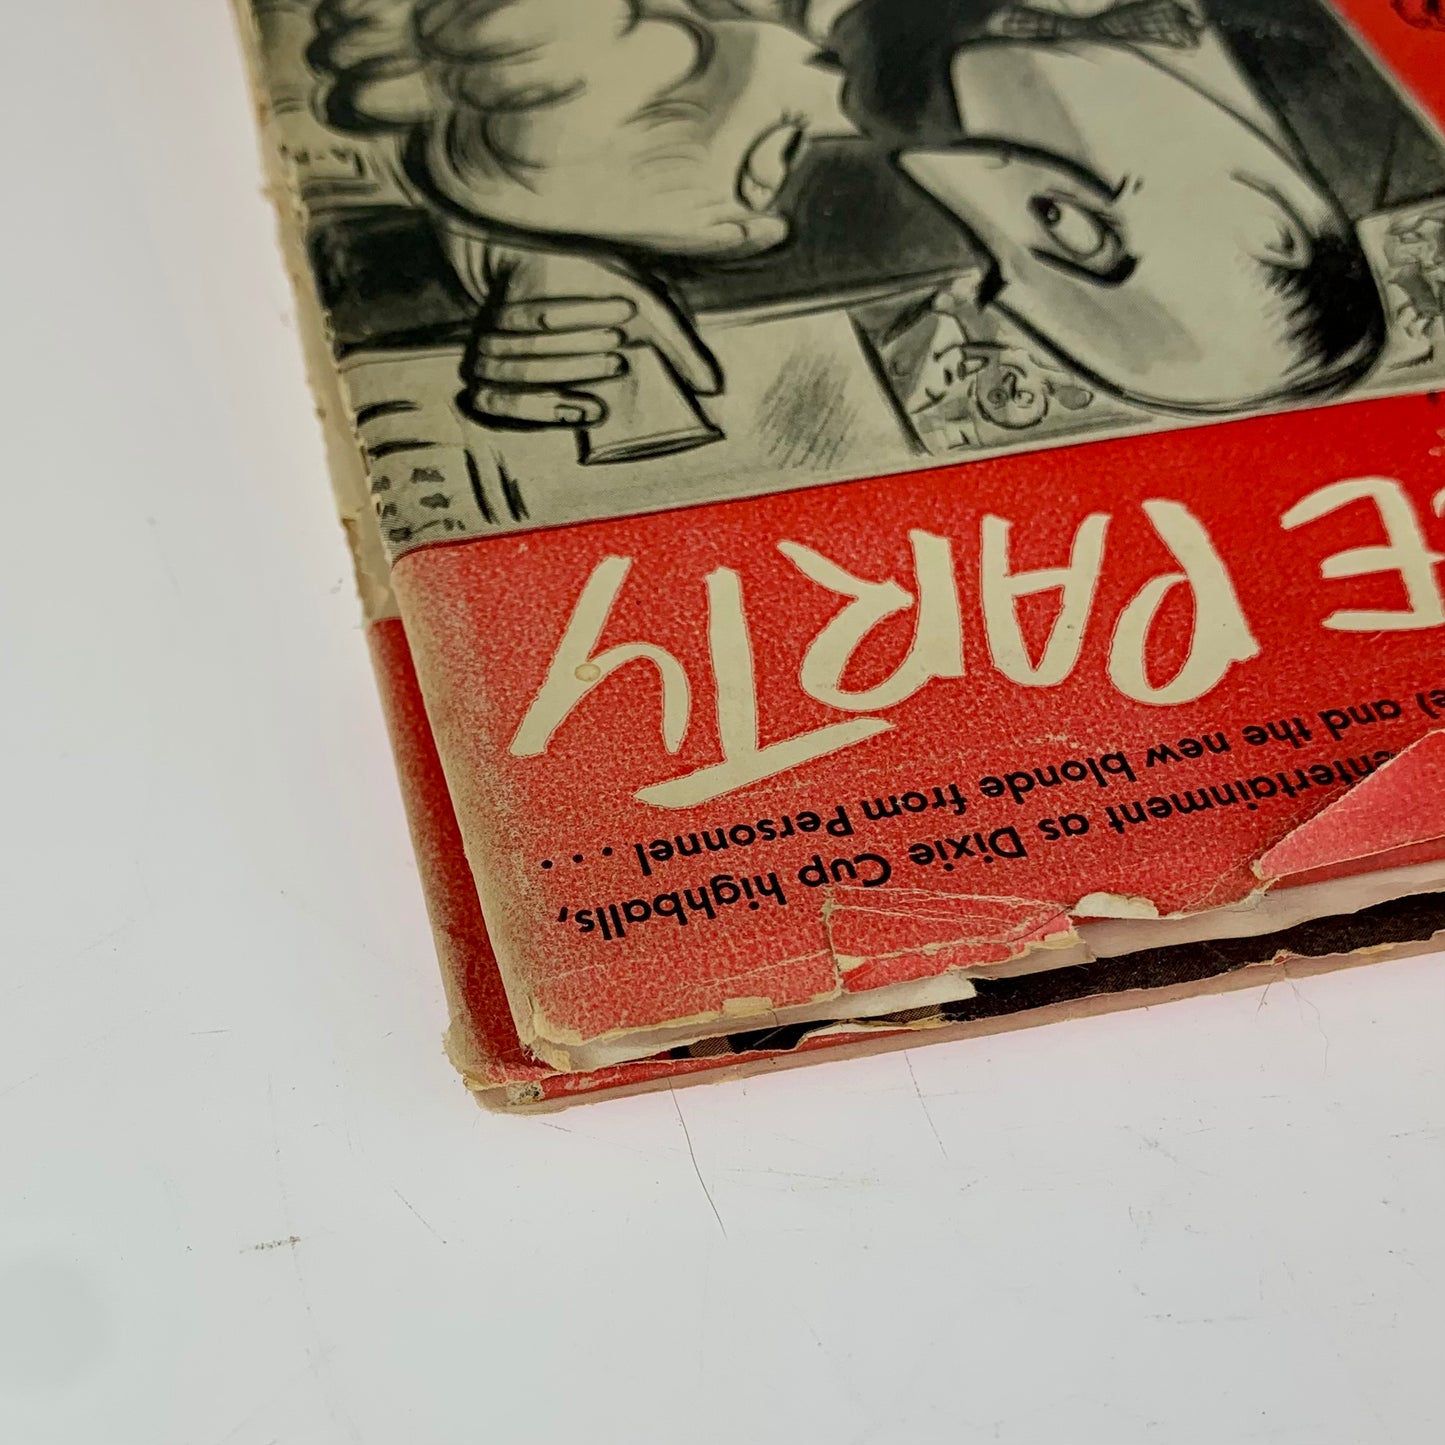 E PARTY
entertainment as Dixie Cup highballs,
e) and the new blonde from Personnel . . .